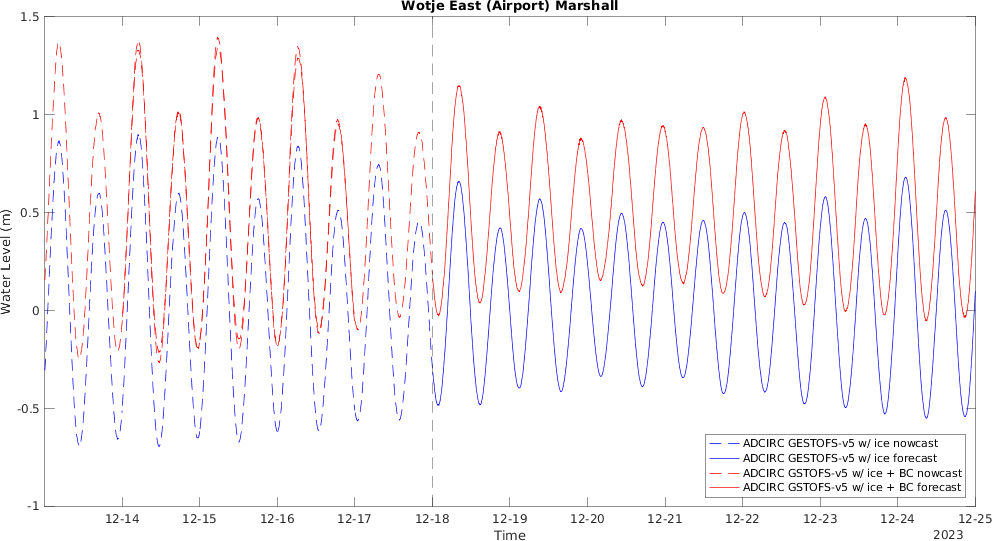 Wotje East (Airport) Marshall
1.5
1
0.5
0
-0.5
-1
Water Level (m)
12-14 12-15 12-16 12-17 12-18 12-19 12-20 12-21 12-22 12-23 12-24 12-25
Time
2023
ADCIRC GESTOFS-v5 w/ ice nowcast
ADCIRC GESTOFS-v5 w/ ice forecast
ADCIRC GSTOFS-v5 w/ ice + BC nowcast
ADCIRC GSTOFS-v5 w/ ice + BC forecast